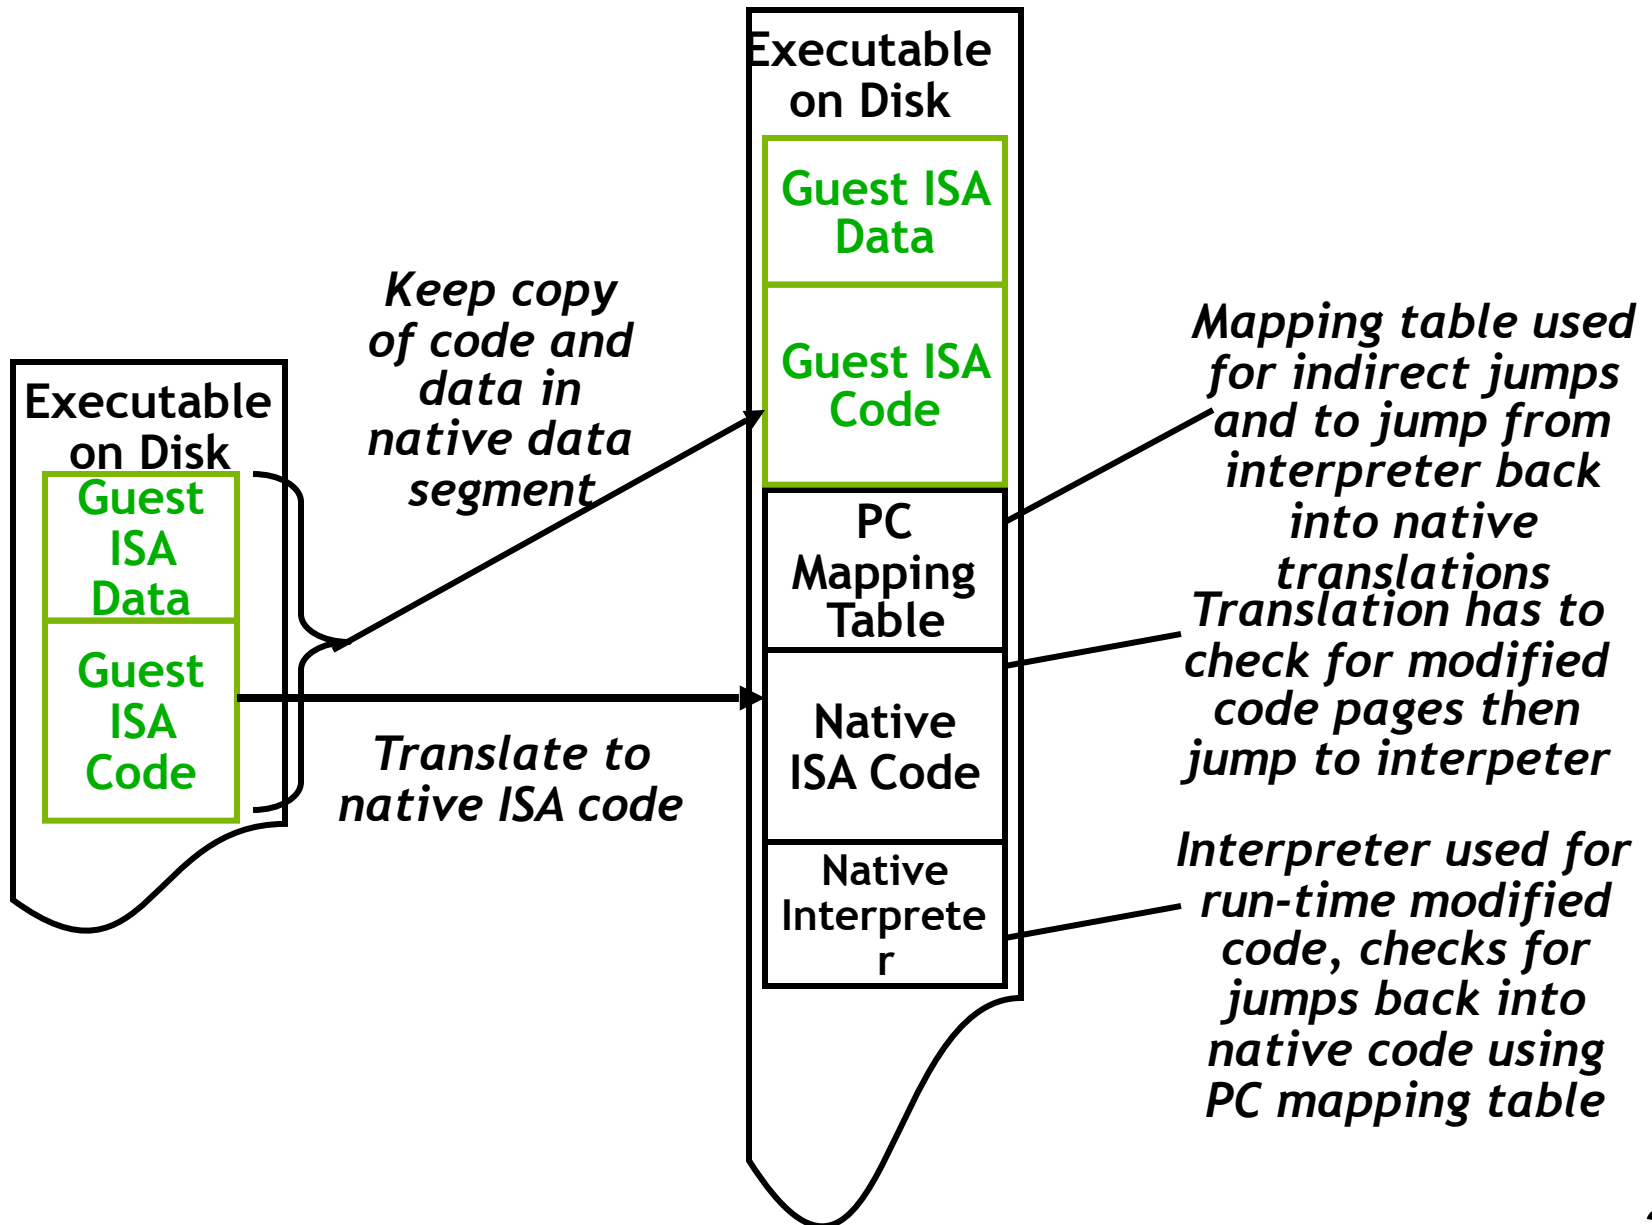 Executable
on Disk
Guest
ISA
Data
Guest
ISA
Code
Keep copy
of code and
data in
native data
segment
Translate to
native ISA code
Executable
on Disk
Guest ISA
Data
Guest ISA
Code
PC
Mapping
Table
Native
ISA Code
Native
Interprete
r
Mapping table used
for indirect jumps
and to jump from
interpreter back
into native
translations
Translation has to
check for modified
code pages then
jump to interpeter
Interpreter used for
run-time modified
code, checks for
jumps back into
native code using
PC mapping table